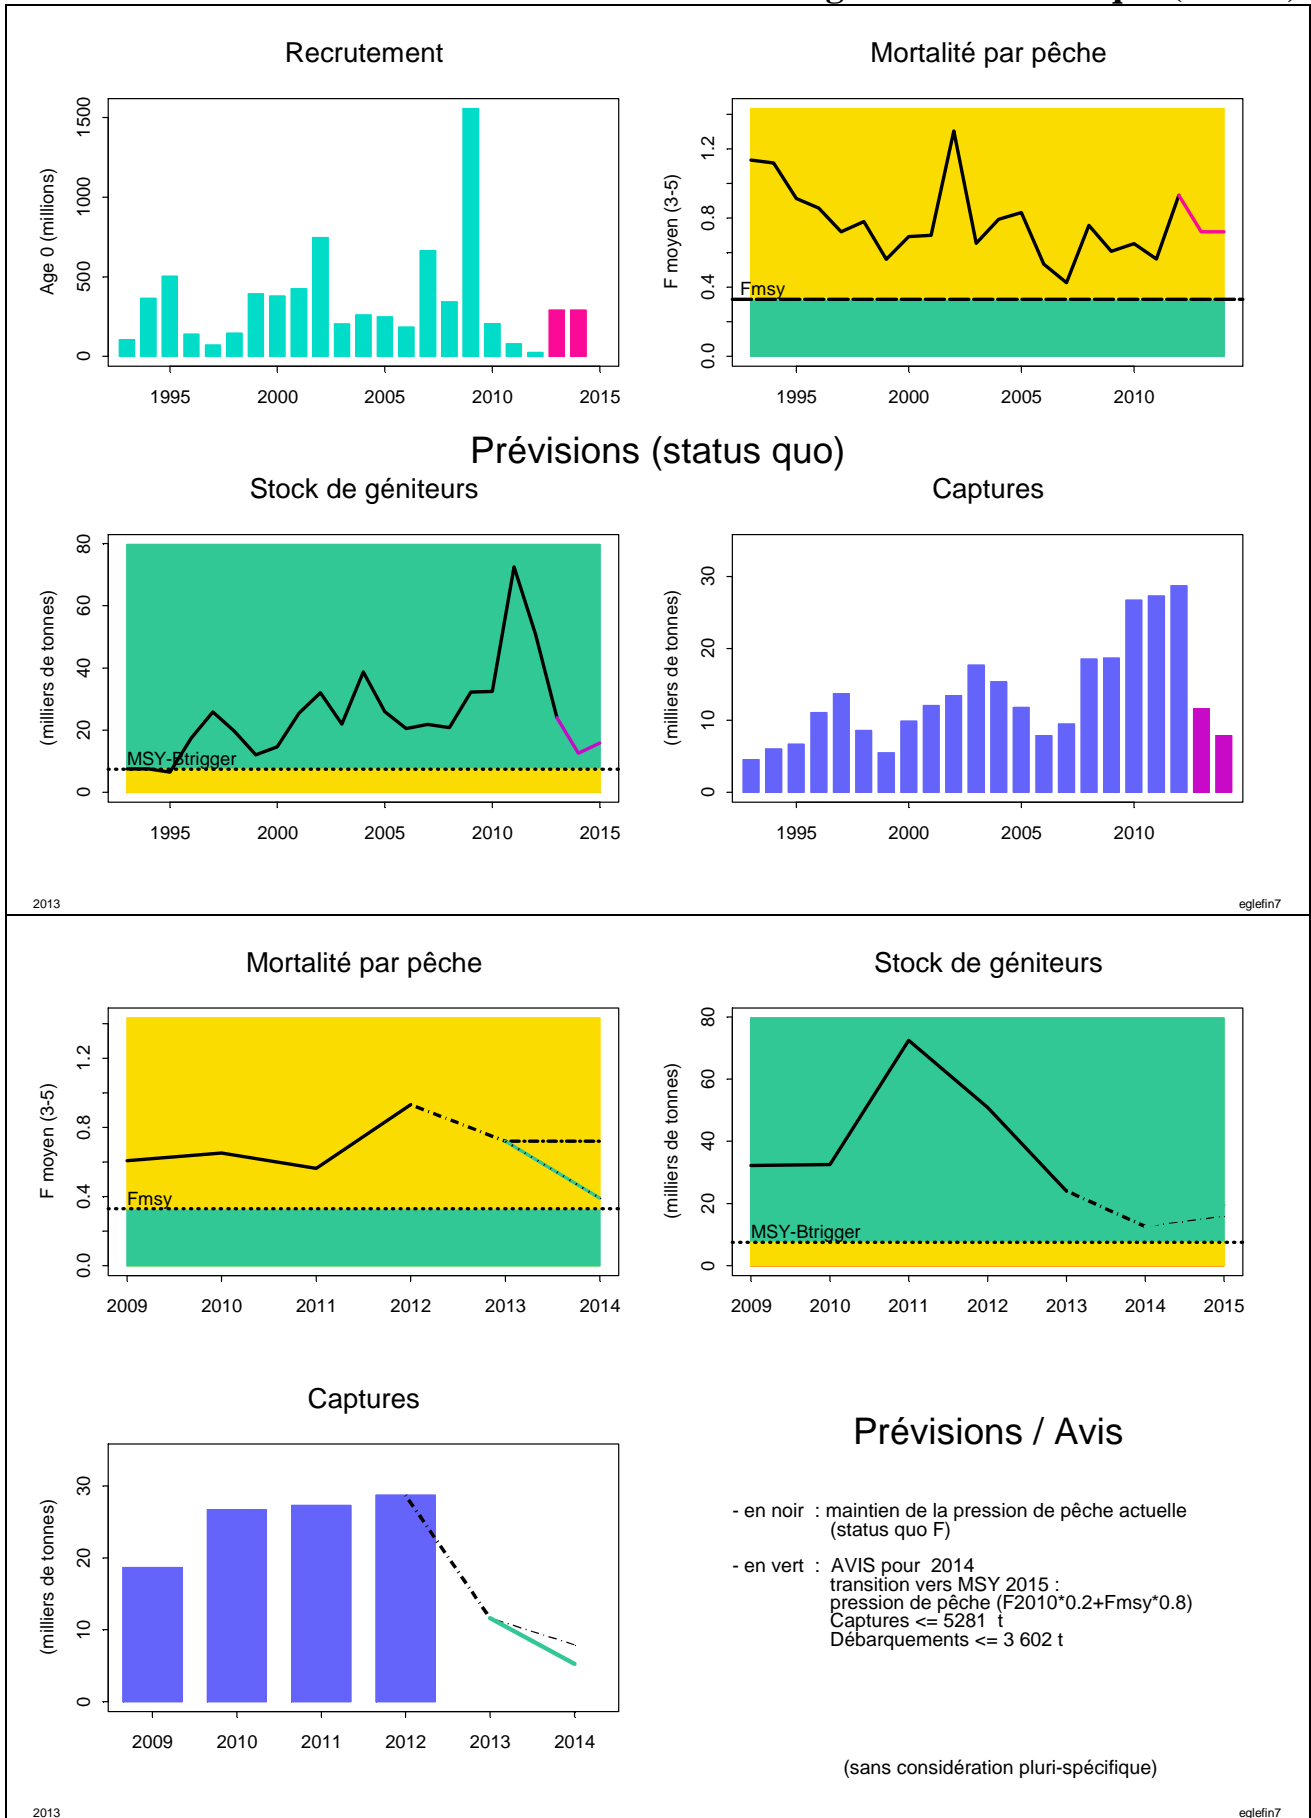 Recrutement
Age 0 (millions)
0
500
1000
1500
1995 2000 2005 2010 2015
Mortalité par pêche
F moyen (3-5)
0.0
0.4
0.8
1.2
Fmsy
1995 2000 2005 2010
Prévisions (status quo)
Stock de géniteurs
(milliers de tonnes)
0
20
40
60
80
MSY-Btrigger
1995 2000 2005 2010 2015
Captures
(milliers de tonnes)
0
10
20
30
1995 2000 2005 2010
2013
eglefin7
Mortalité par pêche
F moyen (3-5)
0.0
0.4
0.8
1.2
Fmsy
2009 2010 2011 2012 2013 2014
Stock de géniteurs
(milliers de tonnes)
0
20
40
60
80
MSY-Btrigger
2009 2010 2011 2012 2013 2014 2015
Captures
(milliers de tonnes)
0
10
20
30
2009 2010 2011 2012 2013 2014
Prévisions / Avis
- en noir : maintien de la pression de pêche actuelle
(status quo F)
- en vert : AVIS pour 2014
transition vers MSY 2015 :
pression de pêche (F2010*0.2+Fmsy*0.8)
Captures <= 5281 t
Débarquements <= 3 602 t
(sans considération pluri-spécifique)
2013
eglefin7